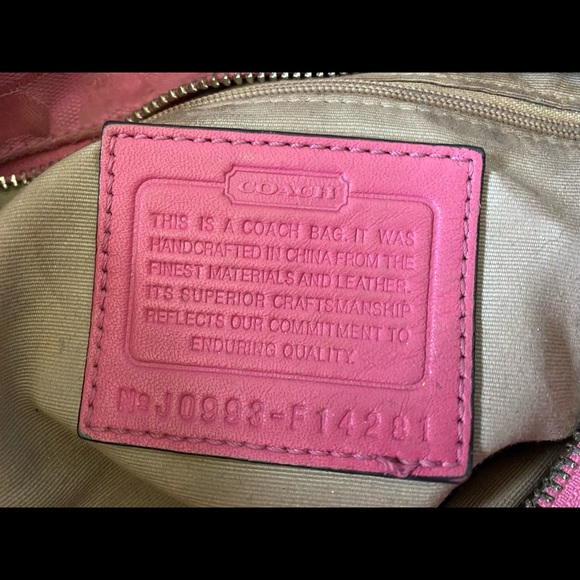 COACH
THIS IS A COACH BAG. IT WAS
HANDCRAFTED IN CHINA FROM THE
FINEST MATERIALS AND LEATHER.
ITS SUPERIOR CRAFTSMANSHIP
REFLECTS OUR COMMITMENT TO
ENDURING QUALITY.
No J0993-F14281